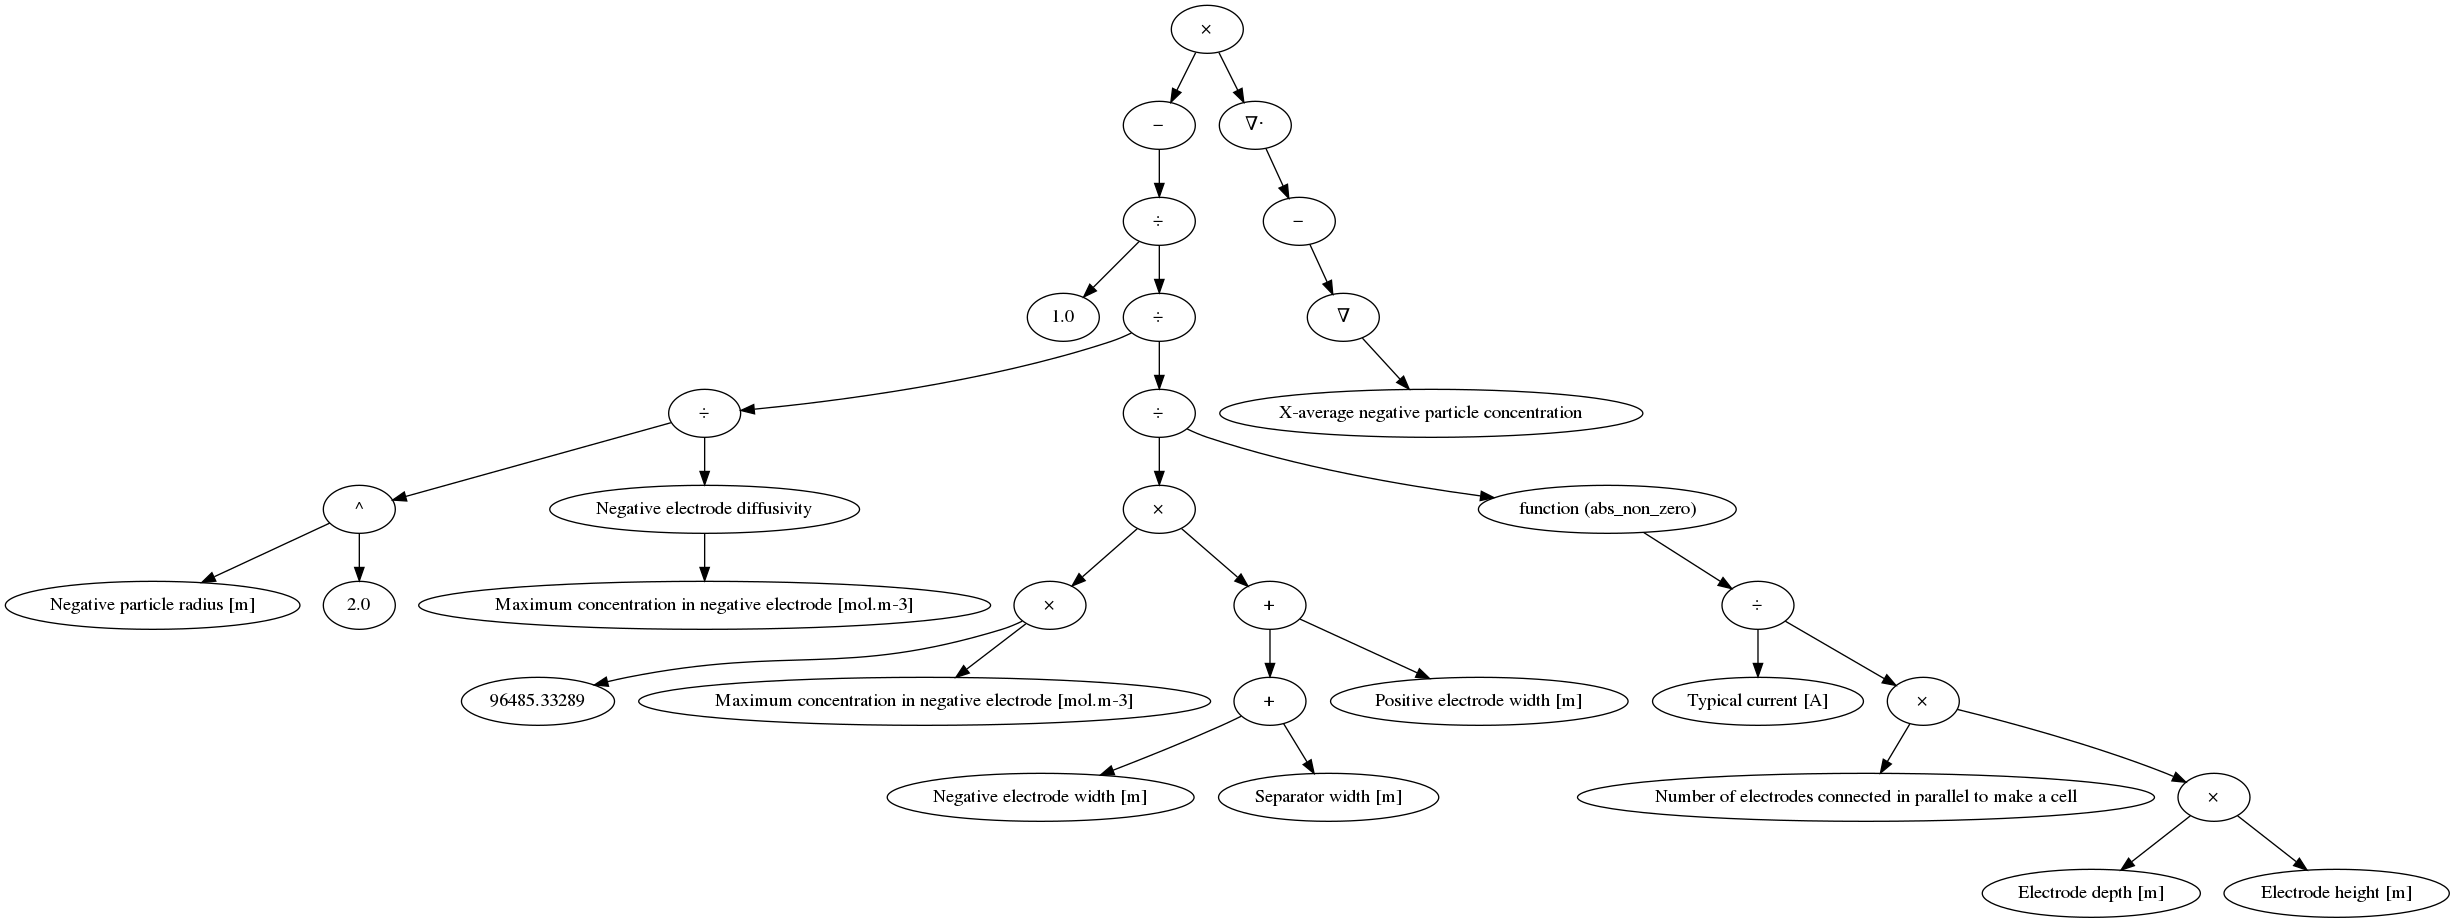 ×
−
∇·
÷
−
1.0
÷
∇
÷
÷
X-average negative particle concentration
^
Negative electrode diffusivity
×
function (abs_non_zero)
Negative particle radius [m]
2.0
Maximum concentration in negative electrode [mol.m-3]
×
+
÷
96485.33289
Maximum concentration in negative electrode [mol.m-3]
+
Positive electrode width [m]
Typical current [A]
×
Negative electrode width [m]
Separator width [m]
Number of electrodes connected in parallel to make a cell
×
Electrode depth [m]
Electrode height [m]